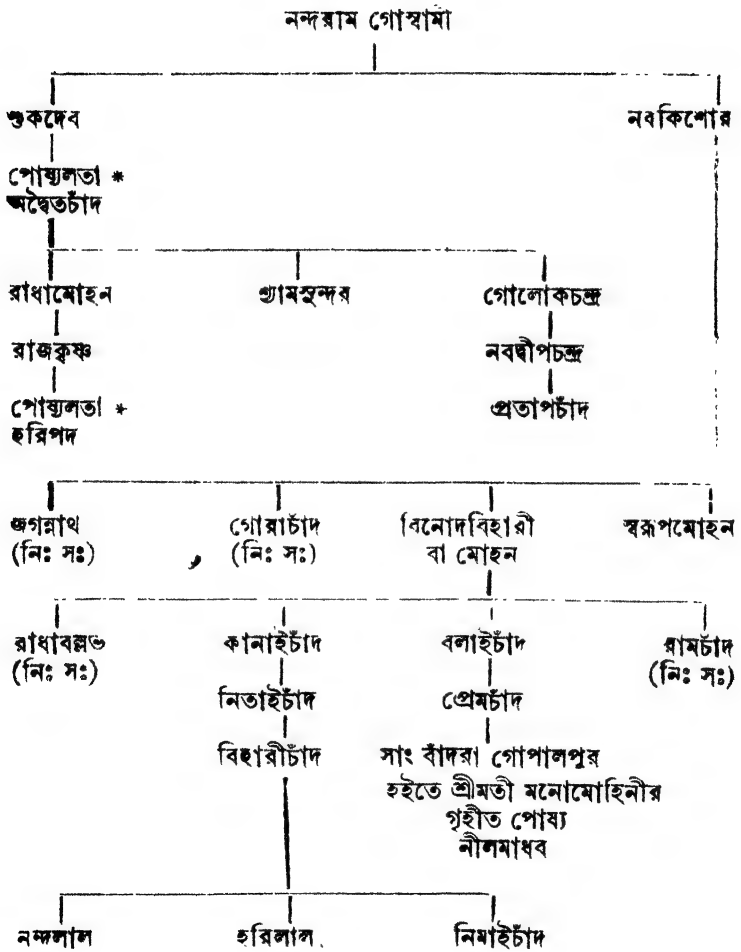 নন্দরাম গোস্বামী
শুকদেব নবকিশোর
পোষ্যলতা *
অদ্বৈতচাঁদ
রাধামোহন শ্যামসুন্দর গোলোকচন্দ্র
রাজকৃষ্ণ নবদ্বীপচন্দ্র
পোষ্যলতা * প্রতাপচাঁদ
হরিপদ
জগন্নাথ গোরাচাঁদ বিনোদবিহারী স্বরূপমোহন
(নিঃ সঃ) (নিঃ সঃ) বা মোহন
রাধাবল্লভ কানাইচাঁদ বলাইচাঁদ রামচাঁদ
(নিঃ সঃ) (নিঃ সঃ)
নিতাইচাঁদ প্রেমচাঁদ
বিহারীচাঁদ সাং বাঁদরা গোপালপুর
হইতে শ্রীমতী মনোমোহিনীর
গৃহীত পোষ্য
নীলমাধব
নন্দলাল হরিলাল নিমাইচাঁদ